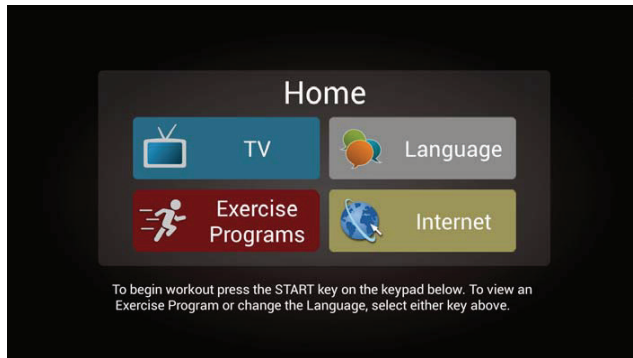 Home
TV
Language
Exercise
Programs
Internet
To begin workout press the START key on the keypad below. To view an
Exercise Program or change the Language, select either key above.